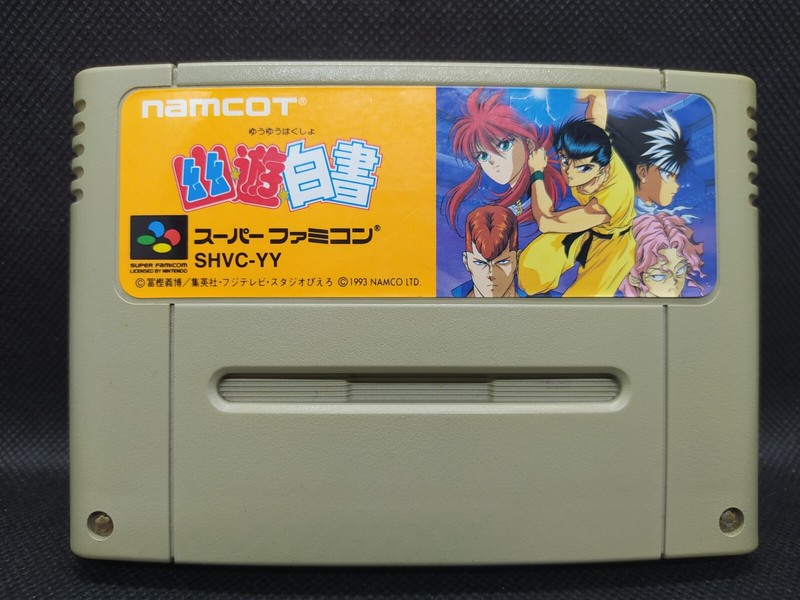 namcot®
ゆうゆうはくしょ
幽遊白書
スーパーファミコン®
SUPER FAMICOM
LICENSED BY NINTENDO
SHVC-YY
©冨樫義博／集英社・フジテレビ・スタジオぴえろ ©1993 NAMCO LTD.